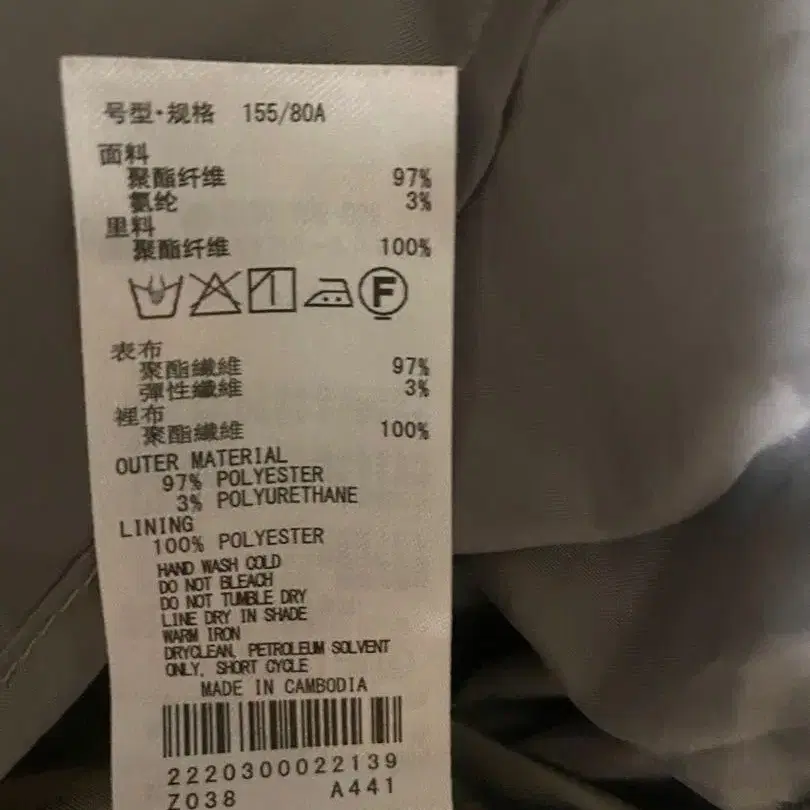 号型·规格 155/80A
面料
聚酯纤维 97%
氨纶 3%
里料
聚酯纤维 100%
F
表布
聚酯纖維 97%
彈性纖維 3%
裡布
聚酯纖維 100%
OUTER MATERIAL
97% POLYESTER
3% POLYURETHANE
LINING
100% POLYESTER
HAND WASH COLD
DO NOT BLEACH
DO NOT TUMBLE DRY
LINE DRY IN SHADE
WARM IRON
DRYCLEAN, PETROLEUM SOLVENT
ONLY, SHORT CYCLE
MADE IN CAMBODIA
2220300022139
Z038 A441